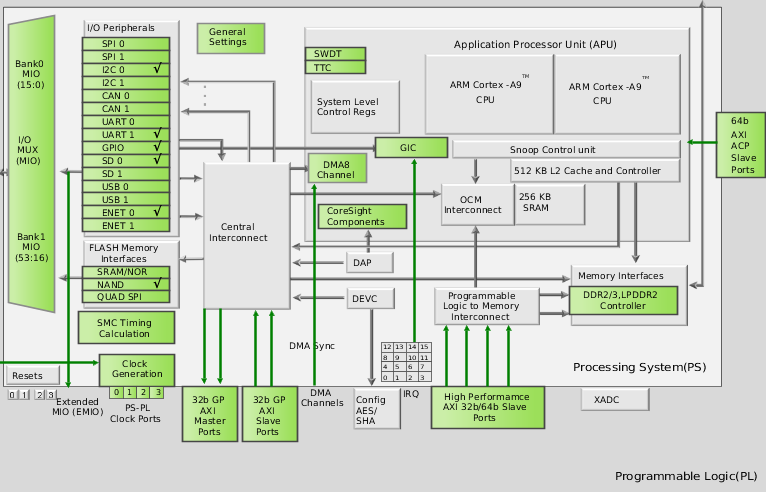 I/O Peripherals
SPI 0
SPI 1
I2C 0 √
I2C 1
CAN 0
CAN 1
UART 0
UART 1 √
GPIO √
SD 0 √
SD 1
USB 0
USB 1
ENET 0 √
ENET 1
Bank0
MIO
(15:0)
I/O
MUX
(MIO)
Bank1
MIO
(53:16)
FLASH Memory
Interfaces
SRAM/NOR
NAND √
QUAD SPI
SMC Timing
Calculation
Clock
Generation
Resets
0 1 2 3
Extended
MIO (EMIO)
0 1 2 3
PS-PL
Clock Ports
General
Settings
Application Processor Unit (APU)
SWDT
TTC
System Level
Control Regs
ARM Cortex -A9™
CPU
ARM Cortex -A9™
CPU
GIC
Snoop Control unit
DMA8
Channel
512 KB L2 Cache and Controller
OCM
Interconnect
256 KB
SRAM
CoreSight
Components
Central
Interconnect
DAP
DEVC
Programmable
Logic to Memory
Interconnect
Memory Interfaces
DDR2/3,LPDDR2
Controller
64b
AXI
ACP
Slave
Ports
DMA Sync
12 13 14 15
8 9 10 11
4 5 6 7
0 1 2 3
Processing System(PS)
32b GP
AXI
Master
Ports
32b GP
AXI
Slave
Ports
DMA
Channels
Config
AES/
SHA
IRQ
High Performamce
AXI 32b/64b Slave
Ports
XADC
Programmable Logic(PL)